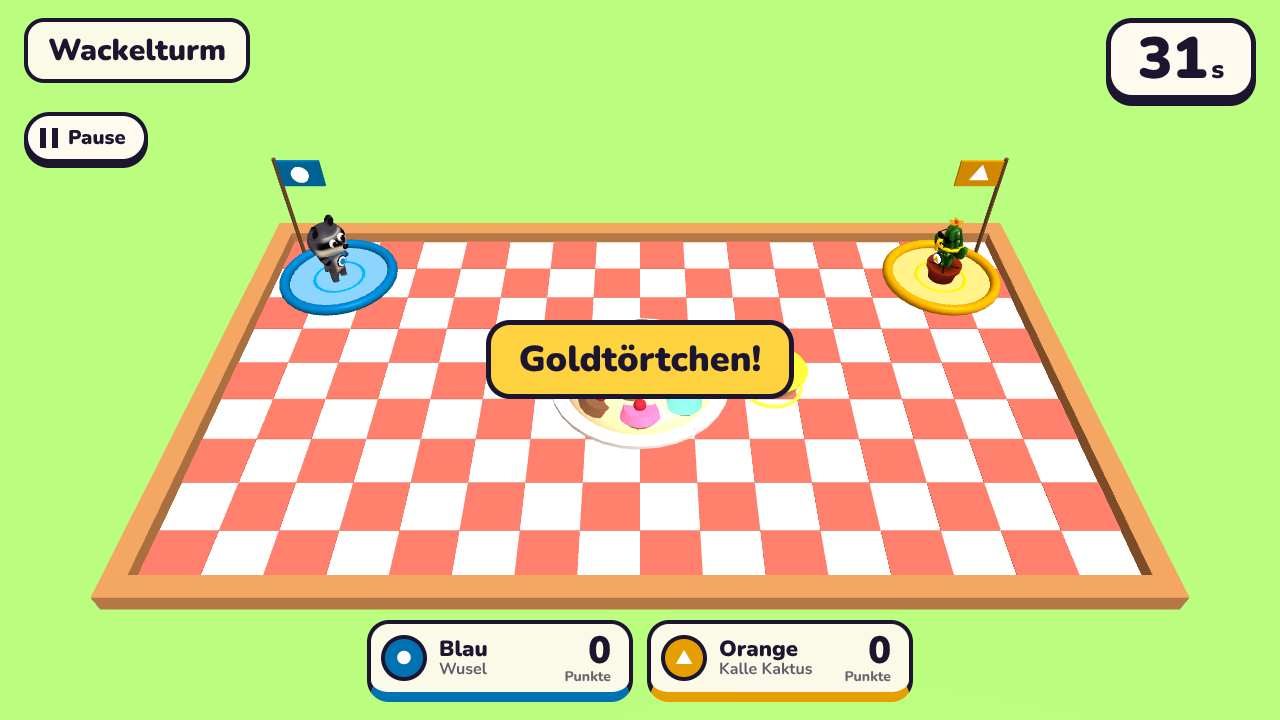 Wackelturm
31s
Pause
Goldtörtchen!
Blau
Wusel
0
Punkte
Orange
Kalle Kaktus
0
Punkte